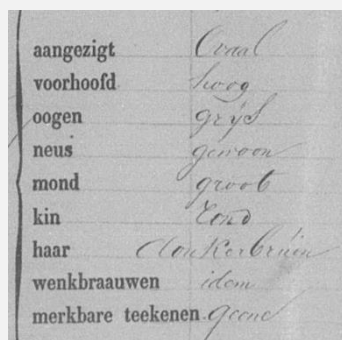 aangezigt Ovaal
voorhoofd hoog
oogen grijs
neus gewoon
mond groot
kin rond
haar donkerbruin
wenkbraauwen idem
merkbare teekenen. geene